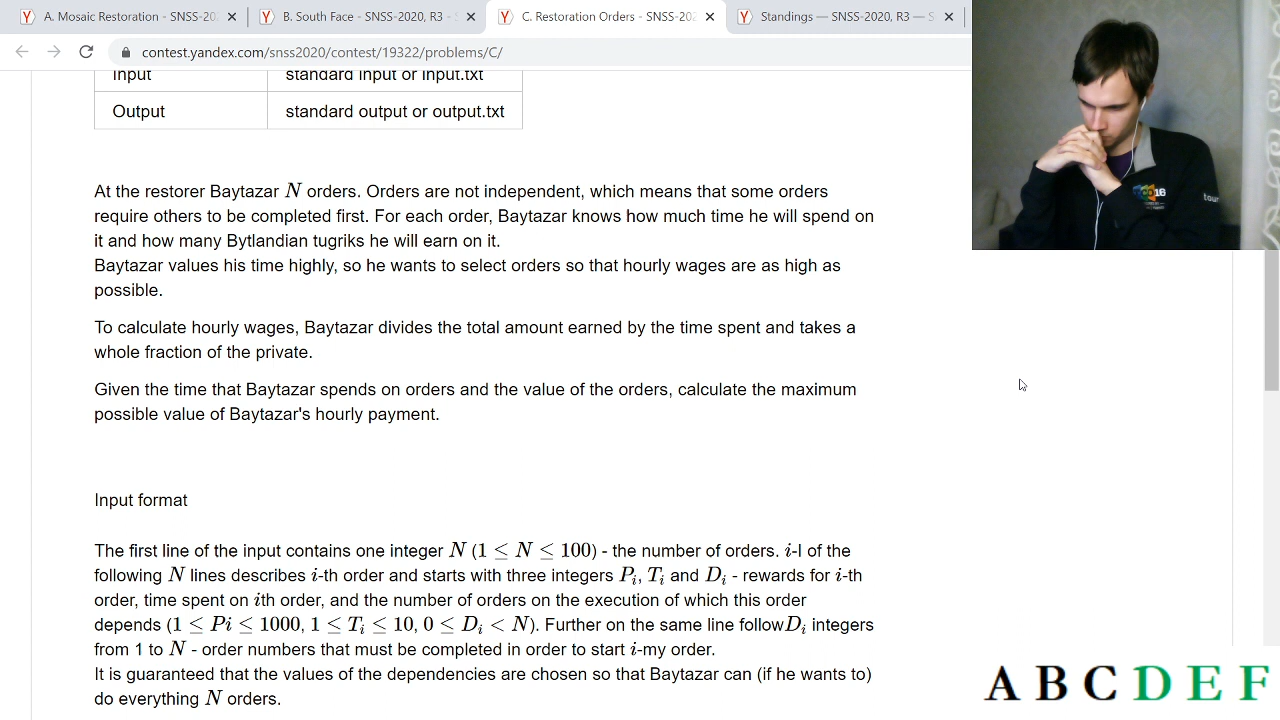 A. Mosaic Restoration - SNSS-20
B. South Face - SNSS-2020, R3 -
C. Restoration Orders - SNSS-202
Standings — SNSS-2020, R3 — S
contest.yandex.com/snss2020/contest/19322/problems/C/
Input standard input or input.txt
Output standard output or output.txt
At the restorer Baytazar N orders. Orders are not independent, which means that some orders
require others to be completed first. For each order, Baytazar knows how much time he will spend on
it and how many Bytlandian tugriks he will earn on it.
Baytazar values his time highly, so he wants to select orders so that hourly wages are as high as
possible.
To calculate hourly wages, Baytazar divides the total amount earned by the time spent and takes a
whole fraction of the private.
Given the time that Baytazar spends on orders and the value of the orders, calculate the maximum
possible value of Baytazar's hourly payment.
Input format
The first line of the input contains one integer N (1 ≤ N ≤ 100) - the number of orders. i-I of the
following N lines describes i-th order and starts with three integers Pi, Ti and Di - rewards for i-th
order, time spent on ith order, and the number of orders on the execution of which this order
depends (1 ≤ Pi ≤ 1000, 1 ≤ Ti ≤ 10, 0 ≤ Di < N). Further on the same line followDi integers
from 1 to N - order numbers that must be completed in order to start i-my order.
It is guaranteed that the values of the dependencies are chosen so that Baytazar can (if he wants to)
do everything N orders.
16
tour
A B C D E F